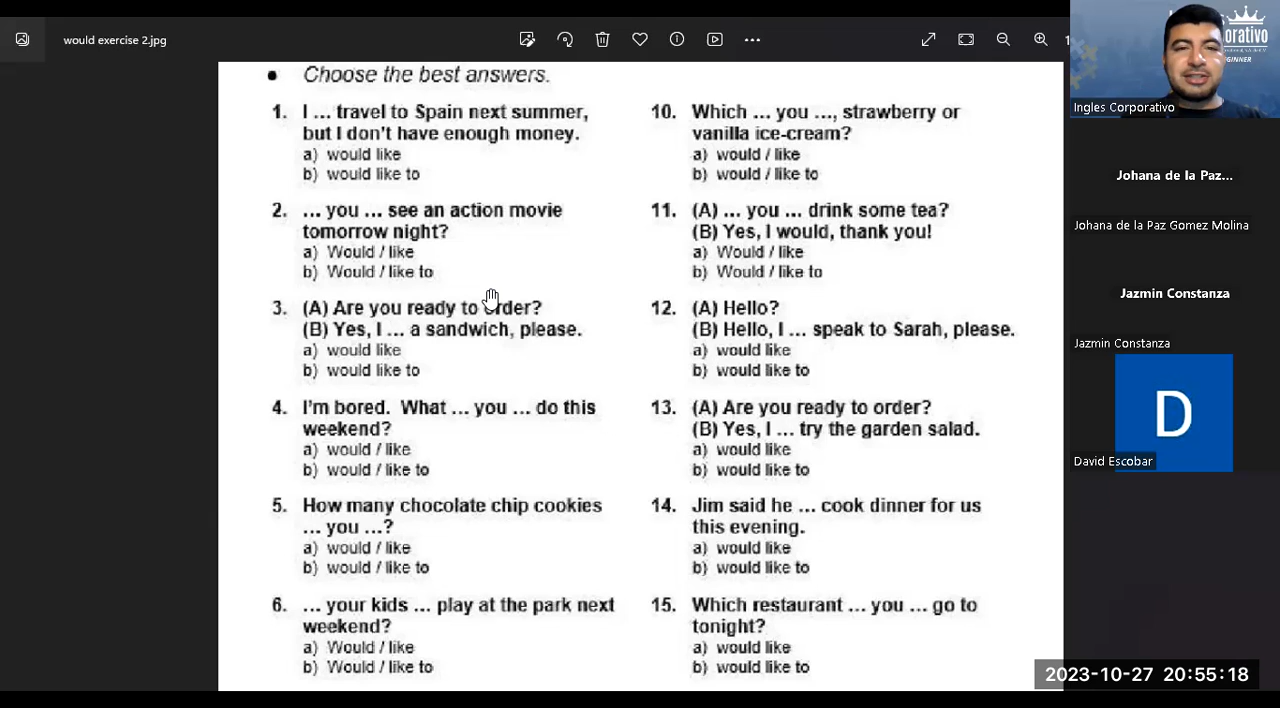 would exercise 2.jpg
orativo
GINNER
Ingles Corporativo
Johana de la Paz...
Johana de la Paz Gomez Molina
Jazmin Constanza
Jazmin Constanza
D
David Escobar
• Choose the best answers.
1. I ... travel to Spain next summer,
but I don't have enough money.
a) would like
b) would like to
2. ... you ... see an action movie
tomorrow night?
a) Would / like
b) Would / like to
3. (A) Are you ready to order?
(B) Yes, I ... a sandwich, please.
a) would like
b) would like to
4. I'm bored. What ... you ... do this
weekend?
a) would / like
b) would / like to
5. How many chocolate chip cookies
... you ...?
a) would / like
b) would / like to
6. ... your kids ... play at the park next
weekend?
a) Would / like
b) Would / like to
10. Which ... you ..., strawberry or
vanilla ice-cream?
a) would / like
b) would / like to
11. (A) ... you ... drink some tea?
(B) Yes, I would, thank you!
a) Would / like
b) Would / like to
12. (A) Hello?
(B) Hello, I ... speak to Sarah, please.
a) would like
b) would like to
13. (A) Are you ready to order?
(B) Yes, I ... try the garden salad.
a) would like
b) would like to
14. Jim said he ... cook dinner for us
this evening.
a) would like
b) would like to
15. Which restaurant ... you ... go to
tonight?
a) would like
b) would like to
2023-10-27 20:55:18